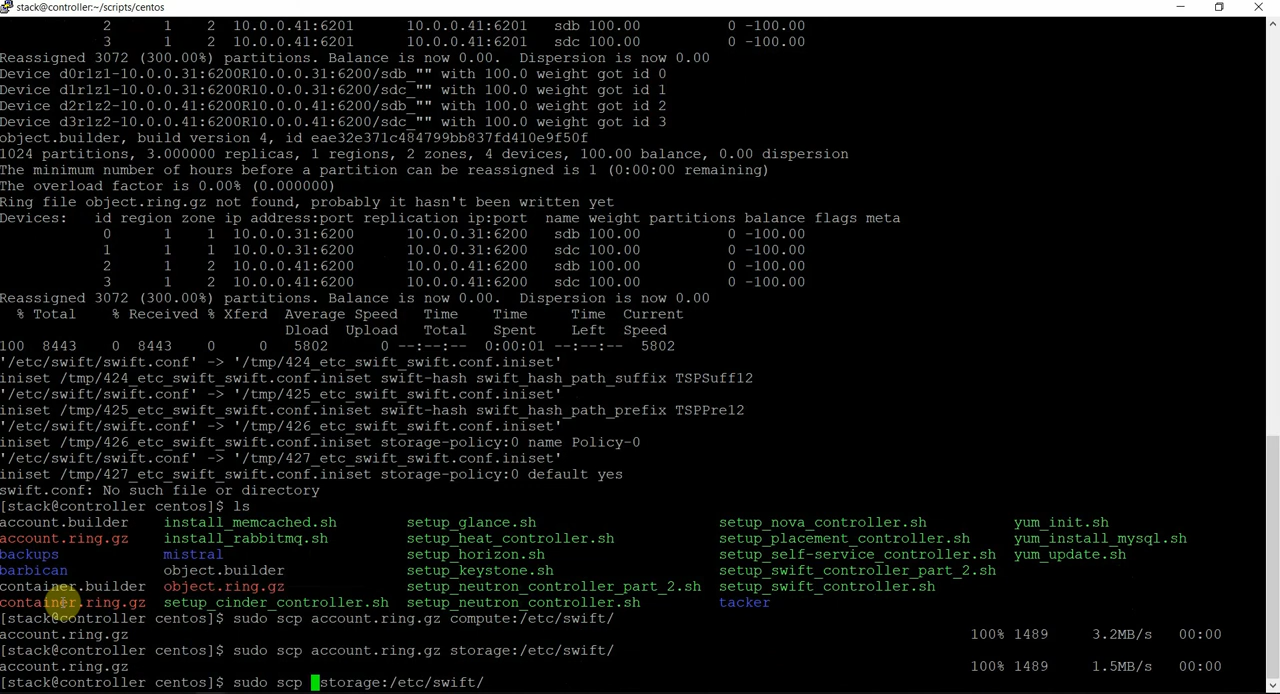 stack@controller:~/scripts/centos
2 1 2 10.0.0.41:6201 10.0.0.41:6201 sdb 100.00 0 -100.00
3 1 2 10.0.0.41:6201 10.0.0.41:6201 sdc 100.00 0 -100.00
Reassigned 3072 (300.00%) partitions. Balance is now 0.00. Dispersion is now 0.00
Device d0r1z1-10.0.0.31:6200R10.0.0.31:6200/sdb_"" with 100.0 weight got id 0
Device d1r1z1-10.0.0.31:6200R10.0.0.31:6200/sdc_"" with 100.0 weight got id 1
Device d2r1z2-10.0.0.41:6200R10.0.0.41:6200/sdb_"" with 100.0 weight got id 2
Device d3r1z2-10.0.0.41:6200R10.0.0.41:6200/sdc_"" with 100.0 weight got id 3
object.builder, build version 4, id eae32e371c484799bb837fd410e9f50f
1024 partitions, 3.000000 replicas, 1 regions, 2 zones, 4 devices, 100.00 balance, 0.00 dispersion
The minimum number of hours before a partition can be reassigned is 1 (0:00:00 remaining)
The overload factor is 0.00% (0.000000)
Ring file object.ring.gz not found, probably it hasn't been written yet
Devices: id region zone ip address:port replication ip:port name weight partitions balance flags meta
0 1 1 10.0.0.31:6200 10.0.0.31:6200 sdb 100.00 0 -100.00
1 1 1 10.0.0.31:6200 10.0.0.31:6200 sdc 100.00 0 -100.00
2 1 2 10.0.0.41:6200 10.0.0.41:6200 sdb 100.00 0 -100.00
3 1 2 10.0.0.41:6200 10.0.0.41:6200 sdc 100.00 0 -100.00
Reassigned 3072 (300.00%) partitions. Balance is now 0.00. Dispersion is now 0.00
% Total % Received % Xferd Average Speed Time Time Time Current
Dload Upload Total Spent Left Speed
100 8443 0 8443 0 0 5802 0 --:--:-- 0:00:01 --:--:-- 5802
'/etc/swift/swift.conf' -> '/tmp/424_etc_swift_swift.conf.iniset'
iniset /tmp/424_etc_swift_swift.conf.iniset swift-hash swift_hash_path_suffix TSPSuf12
'/etc/swift/swift.conf' -> '/tmp/425_etc_swift_swift.conf.iniset'
iniset /tmp/425_etc_swift_swift.conf.iniset swift-hash swift_hash_path_prefix TSPPre12
'/etc/swift/swift.conf' -> '/tmp/426_etc_swift_swift.conf.iniset'
iniset /tmp/426_etc_swift_swift.conf.iniset storage-policy:0 name Policy-0
'/etc/swift/swift.conf' -> '/tmp/427_etc_swift_swift.conf.iniset'
iniset /tmp/427_etc_swift_swift.conf.iniset storage-policy:0 default yes
swift.conf: No such file or directory
[stack@controller centos]$ ls
account.builder install_memcached.sh setup_glance.sh setup_nova_controller.sh yum_init.sh
account.ring.gz install_rabbitmq.sh setup_heat_controller.sh setup_placement_controller.sh yum_install_mysql.sh
backups mistral setup_horizon.sh setup_self-service_controller.sh yum_update.sh
barbican object.builder setup_keystone.sh setup_swift_controller_part_2.sh
container.builder object.ring.gz setup_neutron_controller_part_2.sh setup_swift_controller.sh
container.ring.gz setup_cinder_controller.sh setup_neutron_controller.sh tacker
[stack@controller centos]$ sudo scp account.ring.gz compute:/etc/swift/
account.ring.gz 100% 1489 3.2MB/s 00:00
[stack@controller centos]$ sudo scp account.ring.gz storage:/etc/swift/
account.ring.gz 100% 1489 1.5MB/s 00:00
[stack@controller centos]$ sudo scp storage:/etc/swift/